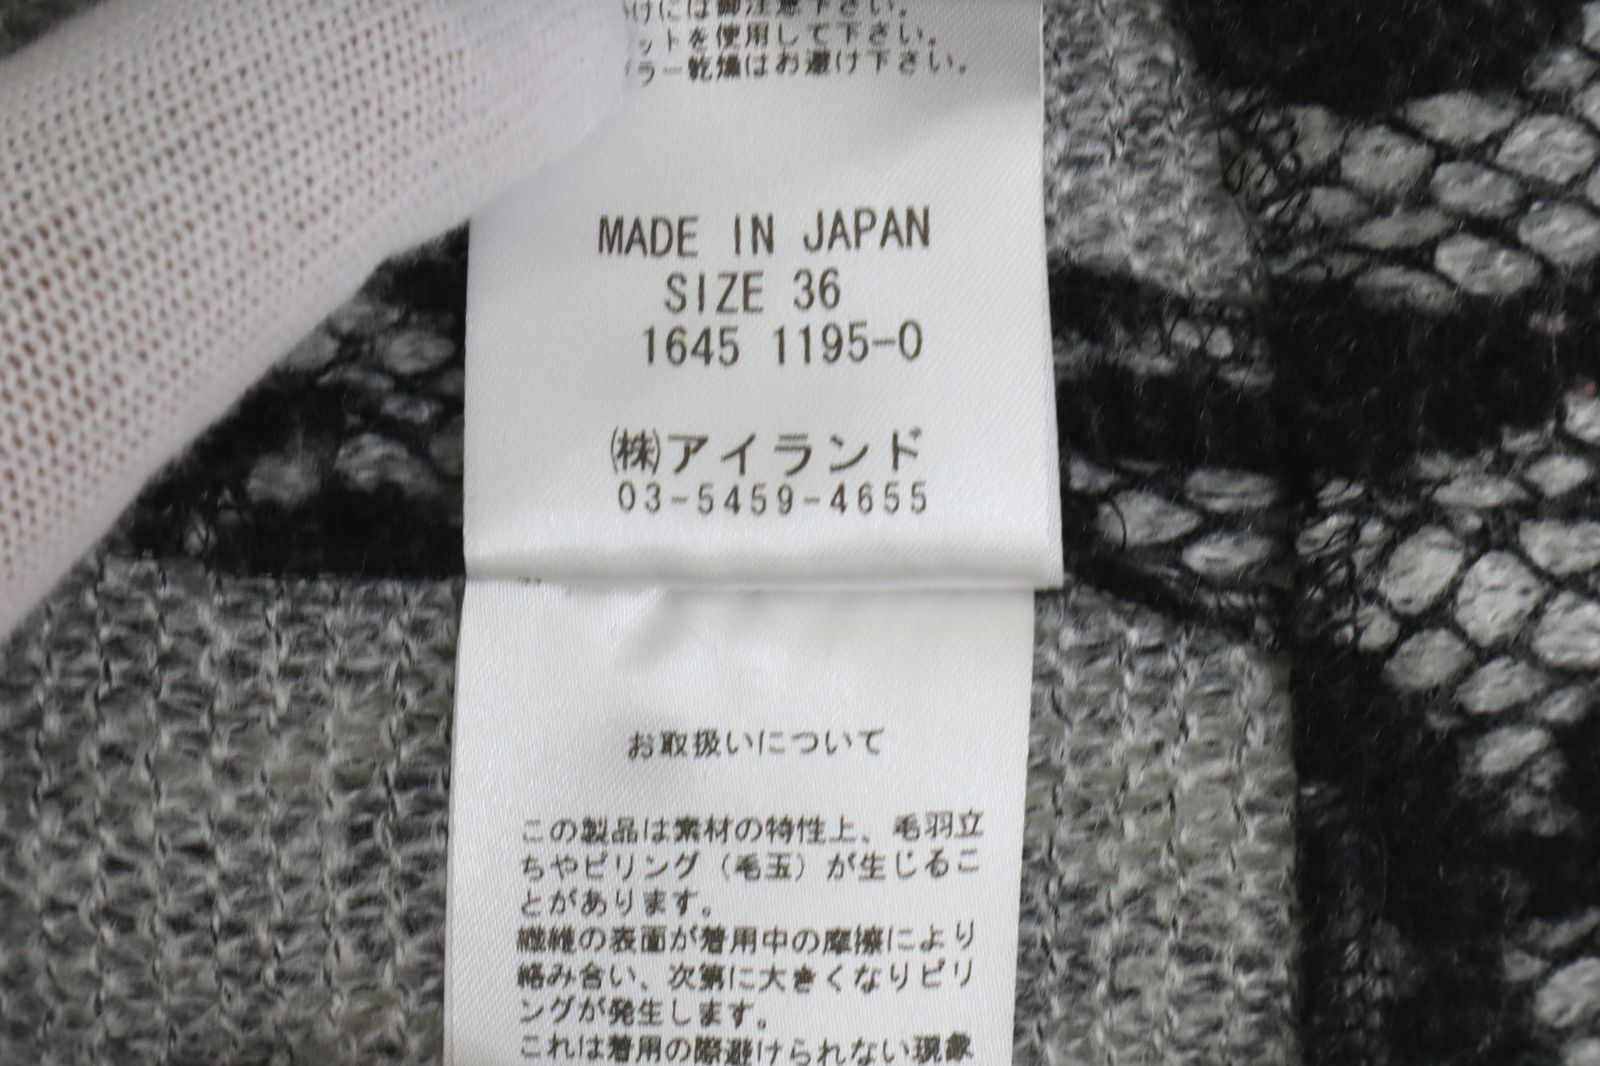 けには御注意下さい。
ットを使用して下さい。
ラー乾燥はお避け下さい。
MADE IN JAPAN
SIZE 36
1645 1195-0
㈱アイランド
03-5459-4655
お取扱いについて
この製品は素材の特性上、毛羽立
ちやピリング（毛玉）が生じるこ
とがあります。
繊維の表面が着用中の摩擦により
絡み合い、次第に大きくなりピリ
ングが発生します。
これは着用の際避けられない現象